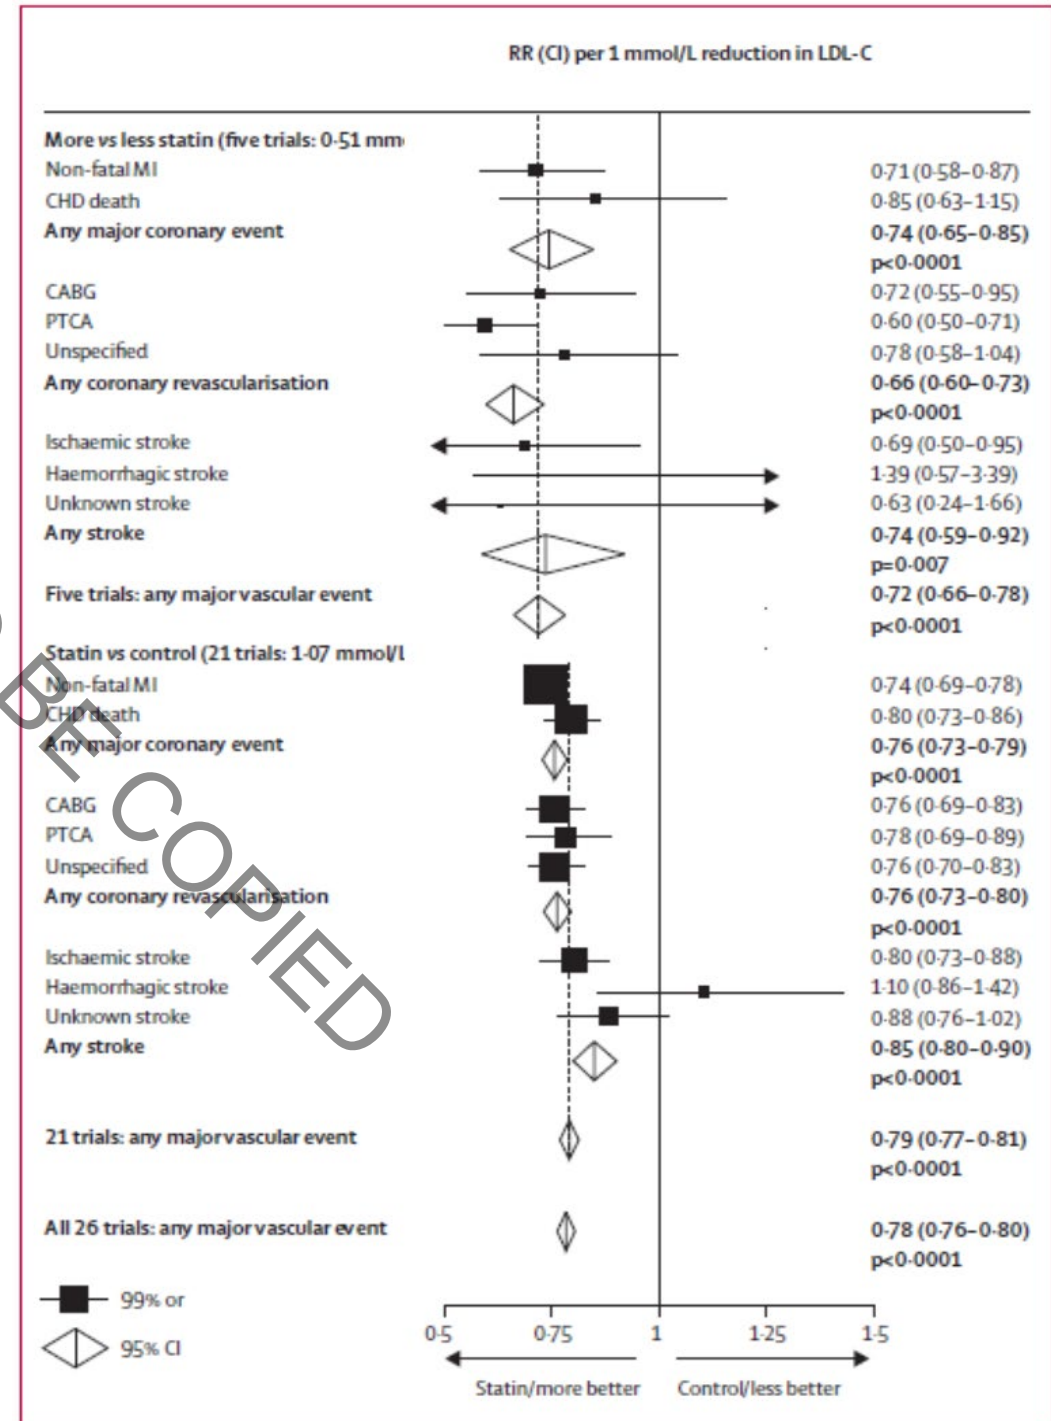 RR (CI) per 1 mmol/L reduction in LDL-C
More vs less statin (five trials: 0·51 mm
Non-fatal MI 0·71 (0·58–0·87)
CHD death 0·85 (0·63–1·15)
Any major coronary event 0·74 (0·65–0·85)
p<0·0001
CABG 0·72 (0·55–0·95)
PTCA 0·60 (0·50–0·71)
Unspecified 0·78 (0·58–1·04)
Any coronary revascularisation 0·66 (0·60–0·73)
p<0·0001
Ischaemic stroke 0·69 (0·50–0·95)
Haemorrhagic stroke 1·39 (0·57–3·39)
Unknown stroke 0·63 (0·24–1·66)
Any stroke 0·74 (0·59–0·92)
p=0·007
Five trials: any major vascular event 0·72 (0·66–0·78)
p<0·0001
Statin vs control (21 trials: 1·07 mmol/L
Non-fatal MI 0·74 (0·69–0·78)
CHD death 0·80 (0·73–0·86)
Any major coronary event 0·76 (0·73–0·79)
p<0·0001
CABG 0·76 (0·69–0·83)
PTCA 0·78 (0·69–0·89)
Unspecified 0·76 (0·70–0·83)
Any coronary revascularisation 0·76 (0·73–0·80)
p<0·0001
Ischaemic stroke 0·80 (0·73–0·88)
Haemorrhagic stroke 1·10 (0·86–1·42)
Unknown stroke 0·88 (0·76–1·02)
Any stroke 0·85 (0·80–0·90)
p<0·0001
21 trials: any major vascular event 0·79 (0·77–0·81)
p<0·0001
All 26 trials: any major vascular event 0·78 (0·76–0·80)
p<0·0001
99% or
95% CI
0·5 0·75 1 1·25 1·5
Statin/more better Control/less better
BE COPIED